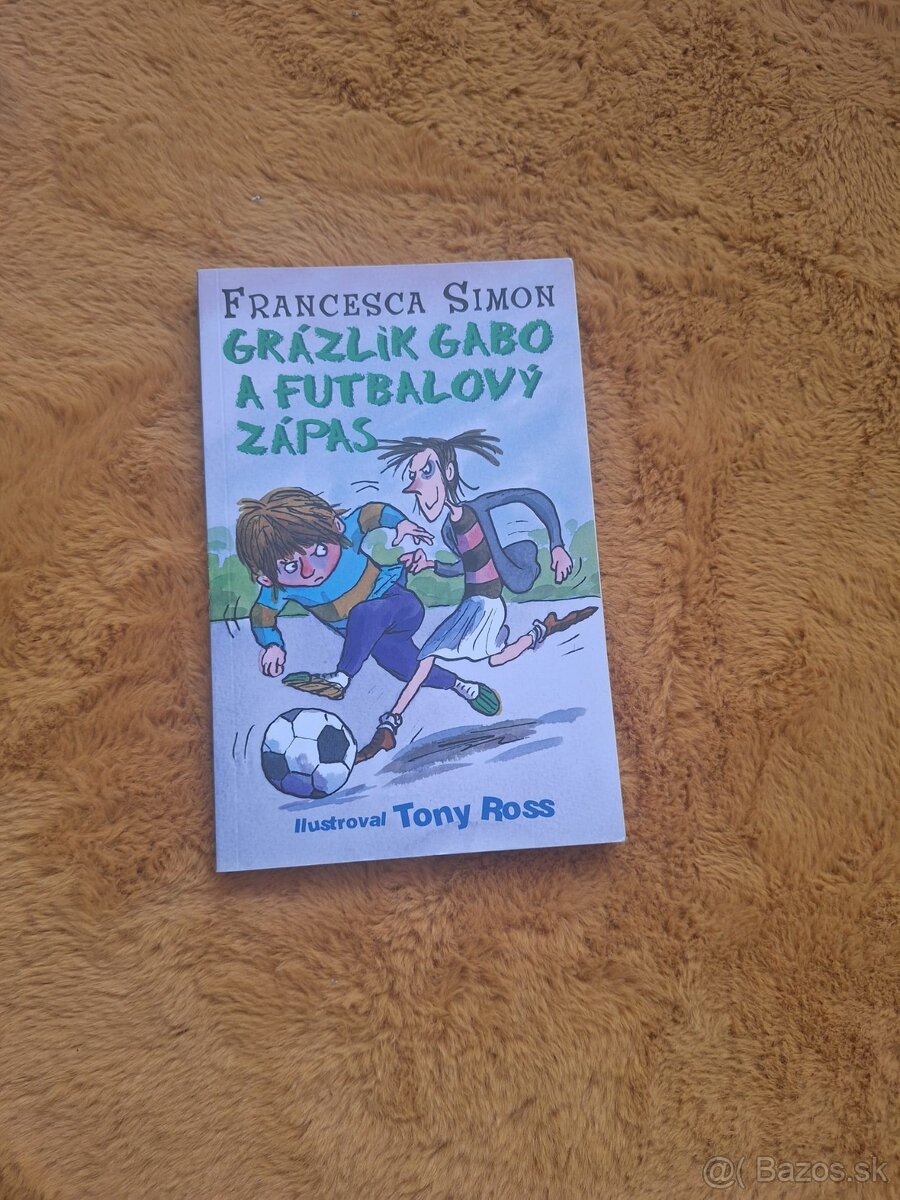 FRANCESCA SIMON
GRÁZLIK GABO
A FUTBALOVÝ
ZÁPAS
Ilustroval Tony Ross
@( Bazos.sk